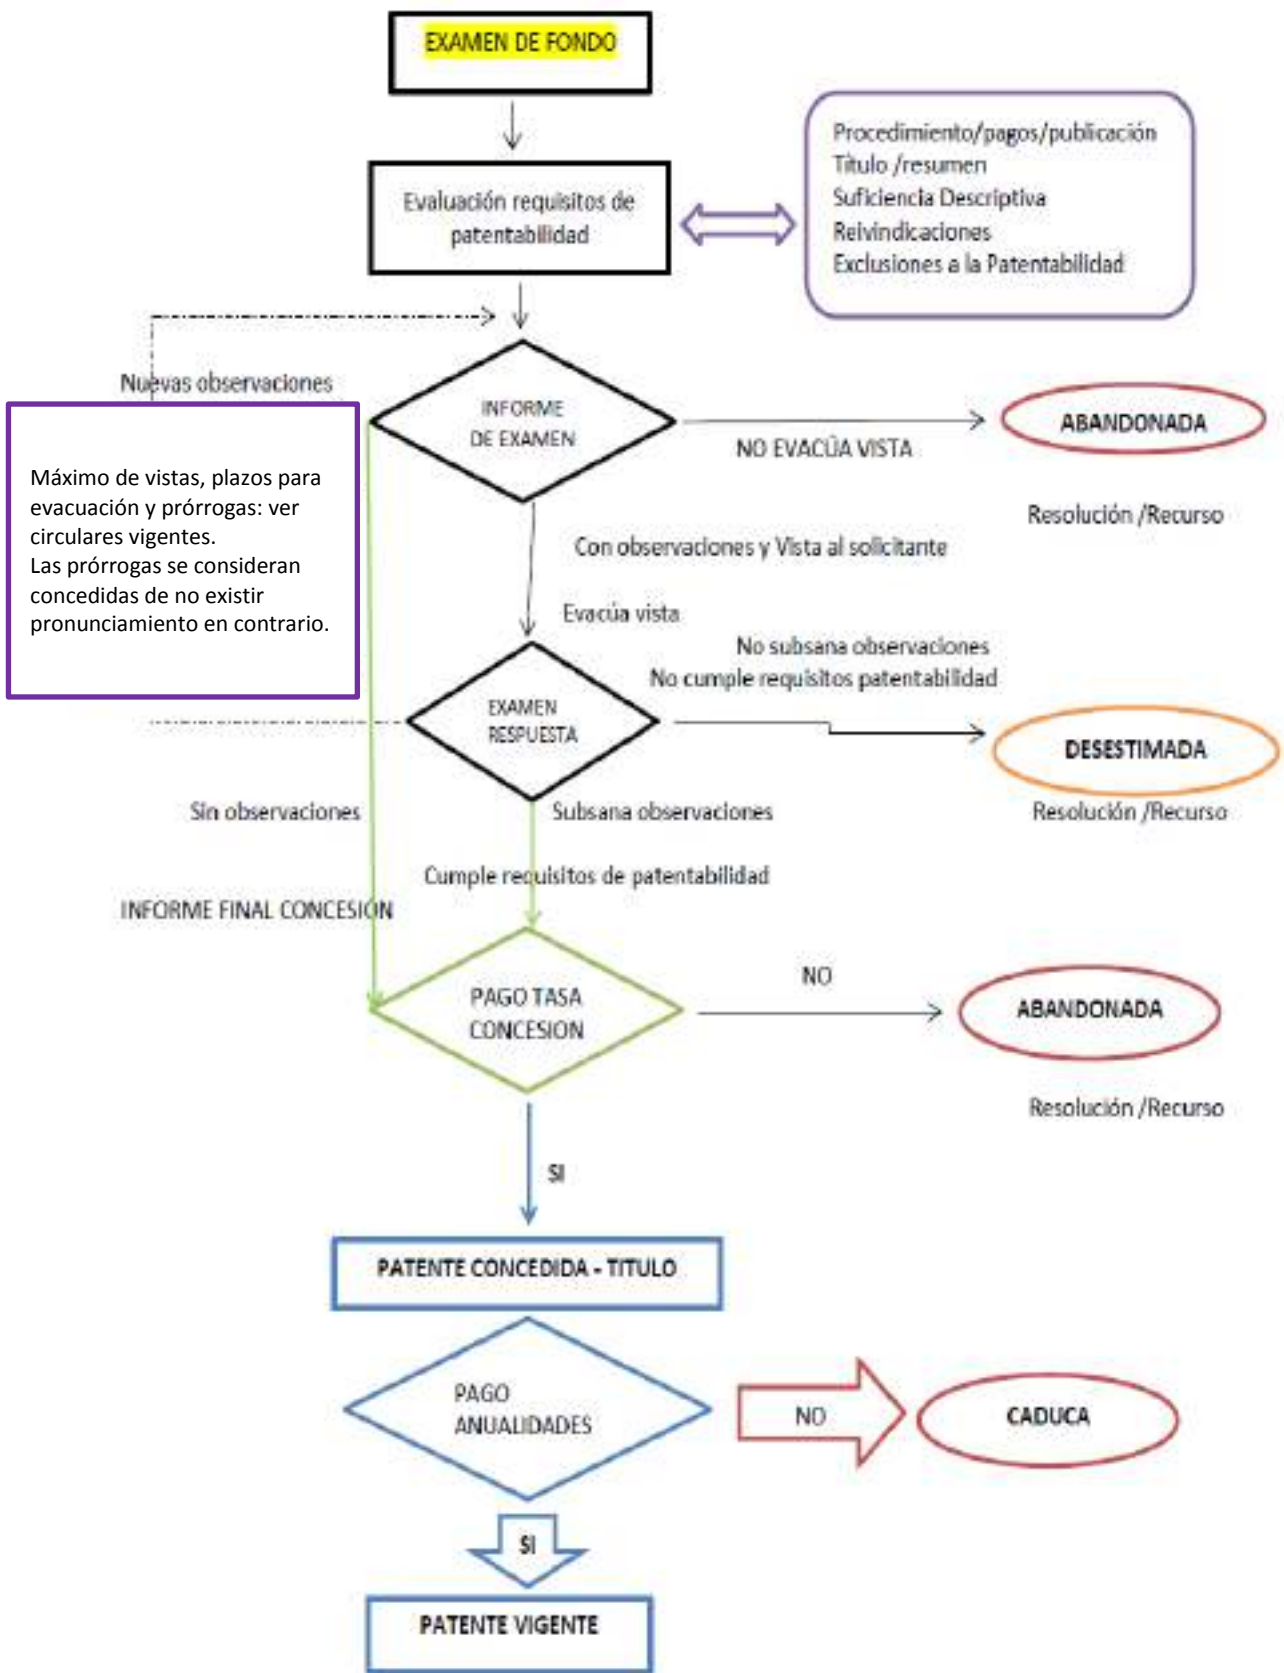 EXAMEN DE FONDO
Evaluación requisitos de
patentabilidad
Procedimiento/pagos/publicación
Título /resumen
Suficiencia Descriptiva
Reivindicaciones
Exclusiones a la Patentabilidad
Nuevas observaciones
Máximo de vistas, plazos para
evacuación y prórrogas: ver
circulares vigentes.
Las prórrogas se consideran
concedidas de no existir
pronunciamiento en contrario.
INFORME
DE EXAMEN
NO EVACÚA VISTA
ABANDONADA
Resolución /Recurso
Con observaciones y Vista al solicitante
Evacúa vista
No subsana observaciones
No cumple requisitos patentabilidad
EXAMEN
RESPUESTA
DESESTIMADA
Resolución /Recurso
Sin observaciones
Subsana observaciones
Cumple requisitos de patentabilidad
INFORME FINAL CONCESION
PAGO TASA
CONCESION
NO
ABANDONADA
Resolución /Recurso
SI
PATENTE CONCEDIDA - TITULO
PAGO
ANUALIDADES
NO
CADUCA
SI
PATENTE VIGENTE